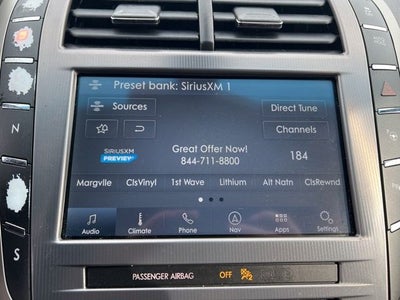 Preset bank: SiriusXM 1
Sources
Direct Tune
Channels
Great Offer Now!
844-711-8800
184
SIRIUSXM
PREVIEW
Margvlle ClsVinyl 1st Wave Lithium Alt Natn ClsRewnd
Audio Climate Phone Nav Apps Settings
N
S
PASSENGER AIRBAG OFF